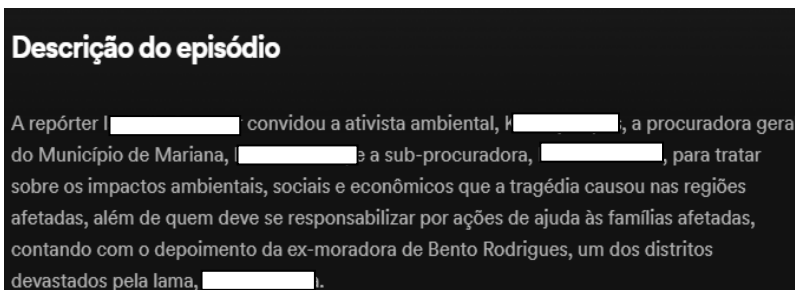 Descrição do episódio
A repórter convidou a ativista ambiental, a procuradora gera
do Município de Mariana, e a sub-procuradora, , para tratar
sobre os impactos ambientais, sociais e econômicos que a tragédia causou nas regiões
afetadas, além de quem deve se responsabilizar por ações de ajuda às famílias afetadas,
contando com o depoimento da ex-moradora de Bento Rodrigues, um dos distritos
devastados pela lama,